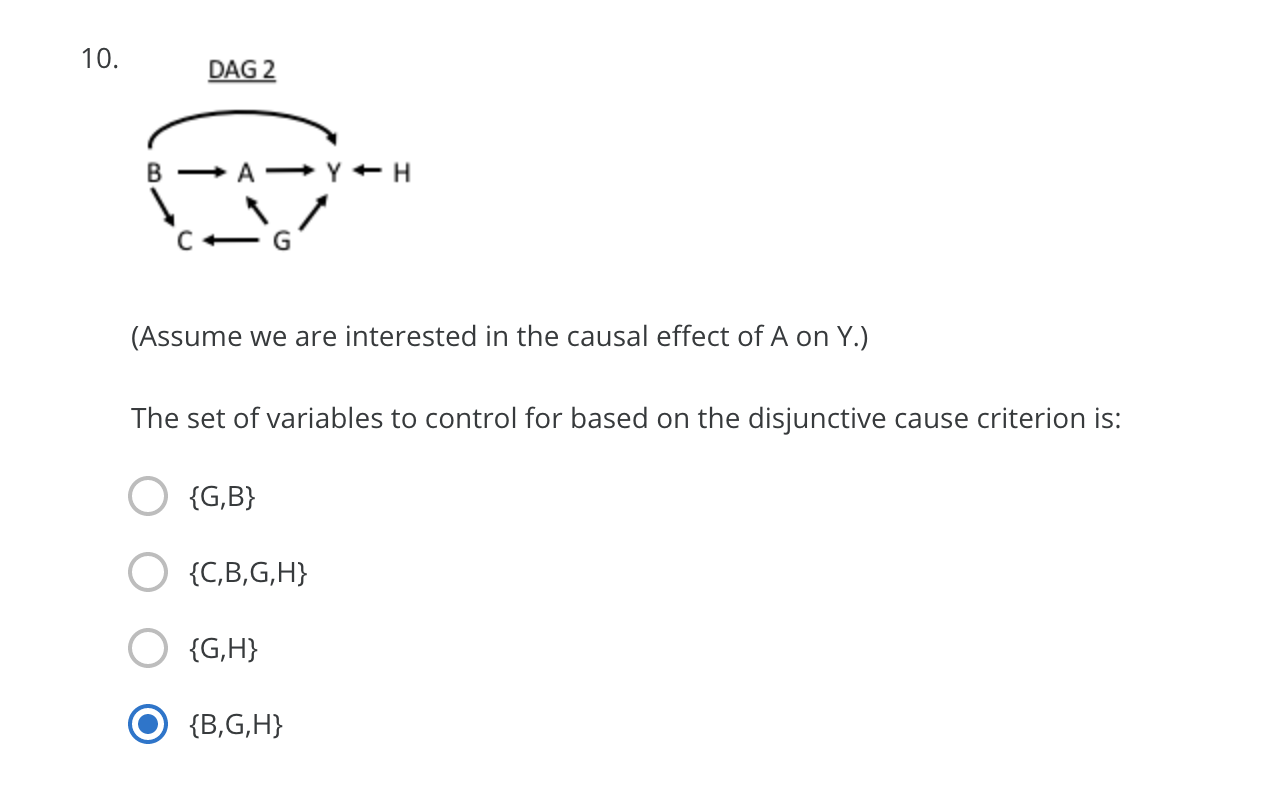 10.
DAG 2
B → A → Y ← H
C ← G
(Assume we are interested in the causal effect of A on Y.)
The set of variables to control for based on the disjunctive cause criterion is:
{G,B}
{C,B,G,H}
{G,H}
{B,G,H}